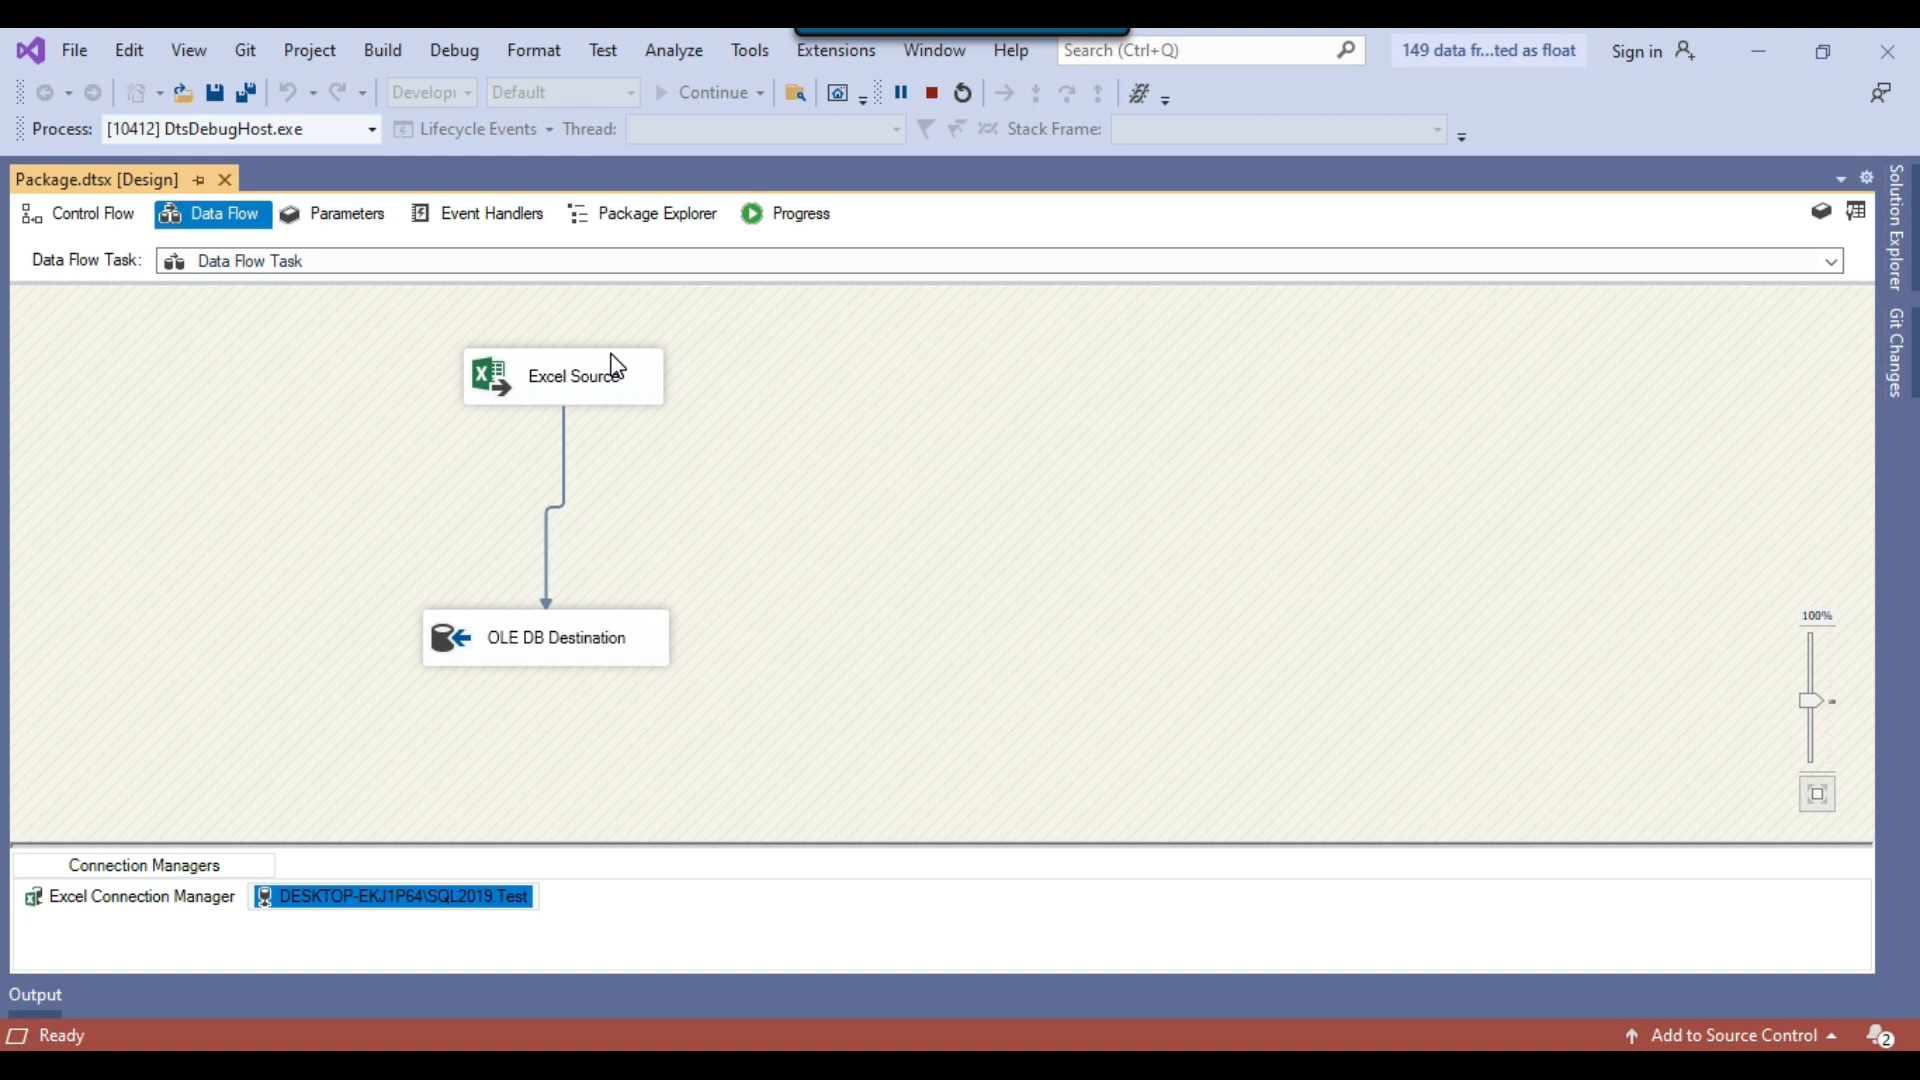 File Edit View Git Project Build Debug Format Test Analyze Tools Extensions Window Help Search (Ctrl+Q) 149 data fr...ted as float Sign in
Developi Default Continue
Process: [10412] DtsDebugHost.exe Lifecycle Events Thread: Stack Frame:
Package.dtsx [Design]
Control Flow Data Flow Parameters Event Handlers Package Explorer Progress
Data Flow Task: Data Flow Task
Solution Explorer
Git Changes
Excel Source
OLE DB Destination
100%
Connection Managers
Excel Connection Manager DESKTOP-EKJ1P64\SQL2019.Test
Output
Ready Add to Source Control 2